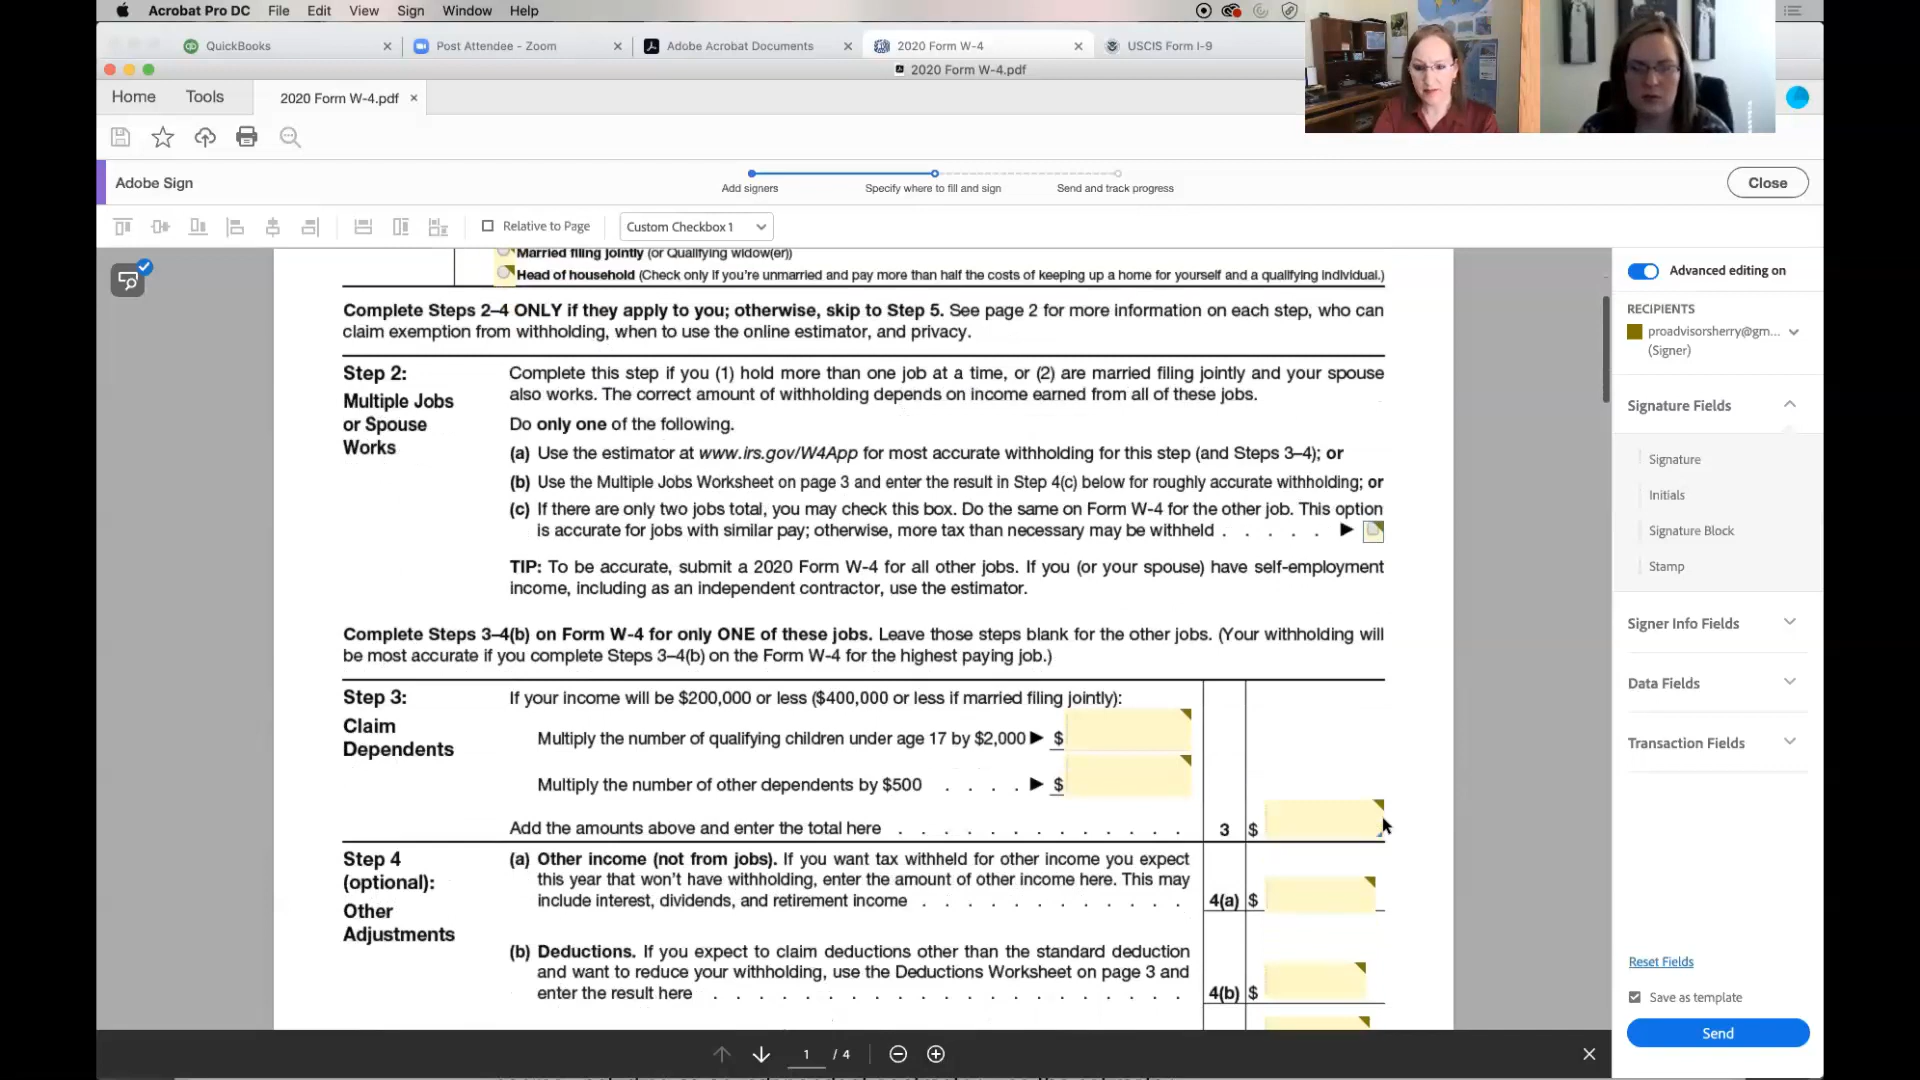 Acrobat Pro DC File Edit View Sign Window Help
QuickBooks Post Attendee - Zoom Adobe Acrobat Documents 2020 Form W-4 USCIS Form I-9
2020 Form W-4.pdf
Home Tools 2020 Form W-4.pdf
Adobe Sign
Add signers Specify where to fill and sign Send and track progress
Close
Relative to Page Custom Checkbox 1
Married filing jointly (or Qualifying widow(er))
Head of household (Check only if you're unmarried and pay more than half the costs of keeping up a home for yourself and a qualifying individual.)
Complete Steps 2–4 ONLY if they apply to you; otherwise, skip to Step 5. See page 2 for more information on each step, who can
claim exemption from withholding, when to use the online estimator, and privacy.
Step 2:
Multiple Jobs
or Spouse
Works
Complete this step if you (1) hold more than one job at a time, or (2) are married filing jointly and your spouse
also works. The correct amount of withholding depends on income earned from all of these jobs.
Do only one of the following.
(a) Use the estimator at www.irs.gov/W4App for most accurate withholding for this step (and Steps 3–4); or
(b) Use the Multiple Jobs Worksheet on page 3 and enter the result in Step 4(c) below for roughly accurate withholding; or
(c) If there are only two jobs total, you may check this box. Do the same on Form W-4 for the other job. This option
is accurate for jobs with similar pay; otherwise, more tax than necessary may be withheld . . . . . ▶
TIP: To be accurate, submit a 2020 Form W-4 for all other jobs. If you (or your spouse) have self-employment
income, including as an independent contractor, use the estimator.
Complete Steps 3–4(b) on Form W-4 for only ONE of these jobs. Leave those steps blank for the other jobs. (Your withholding will
be most accurate if you complete Steps 3–4(b) on the Form W-4 for the highest paying job.)
Step 3:
Claim
Dependents
If your income will be $200,000 or less ($400,000 or less if married filing jointly):
Multiply the number of qualifying children under age 17 by $2,000 ▶ $
Multiply the number of other dependents by $500 . . . . ▶ $
Add the amounts above and enter the total here . . . . . . . . . . . . . 3 $
Step 4
(optional):
Other
Adjustments
(a) Other income (not from jobs). If you want tax withheld for other income you expect
this year that won't have withholding, enter the amount of other income here. This may
include interest, dividends, and retirement income . . . . . . . . . . . . 4(a) $
(b) Deductions. If you expect to claim deductions other than the standard deduction
and want to reduce your withholding, use the Deductions Worksheet on page 3 and
enter the result here . . . . . . . . . . . . . . . . . . . . . 4(b) $
Advanced editing on
RECIPIENTS
proadvisorsherry@gm...
(Signer)
Signature Fields
Signature
Initials
Signature Block
Stamp
Signer Info Fields
Data Fields
Transaction Fields
Reset Fields
Save as template
Send
1 / 4